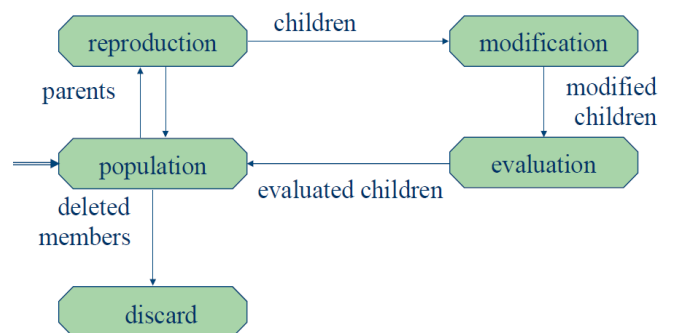 children
reproduction
modification
parents
modified
children
population
evaluation
evaluated children
deleted
members
discard